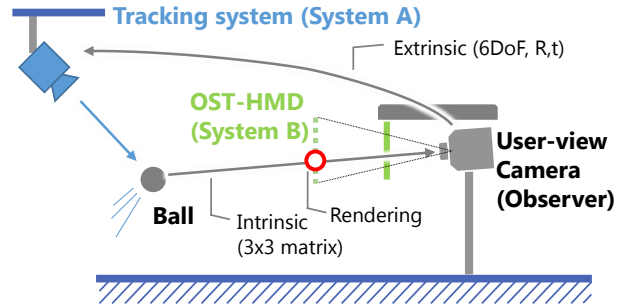 Tracking system (System A)
Extrinsic (6DoF, R,t)
OST-HMD
(System B)
User-view
Camera
(Observer)
Ball
Intrinsic
(3x3 matrix)
Rendering